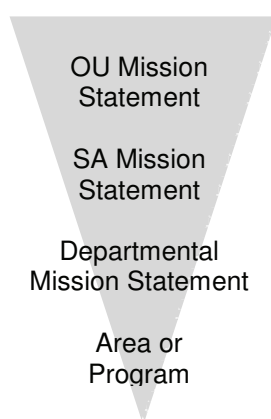 OU Mission
Statement
SA Mission
Statement
Departmental
Mission Statement
Area or
Program